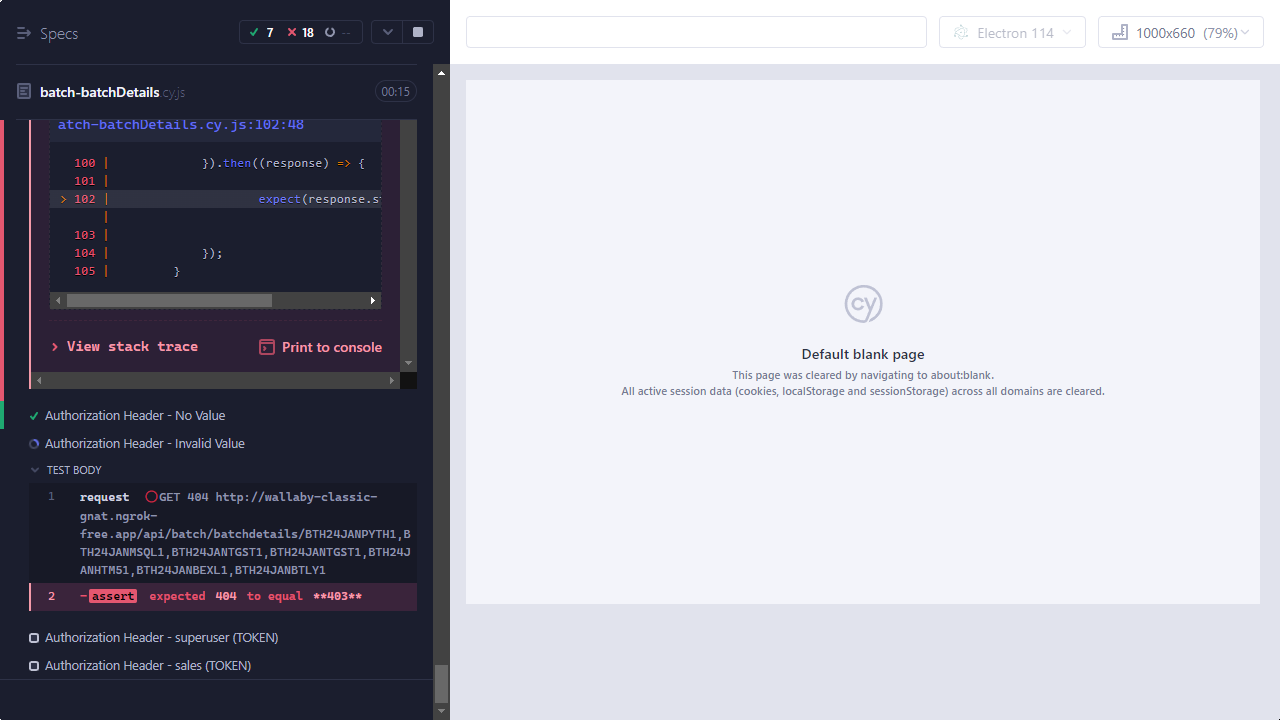 Specs
7
18
--
Electron 114
1000x660 (79%)
batch-batchDetails.cy.js
00:15
atch-batchDetails.cy.js:102:48
100 | }).then((response) => {
101 |
> 102 | expect(response.st
|
103 |
104 | });
105 | }
> View stack trace
Print to console
Authorization Header - No Value
Authorization Header - Invalid Value
TEST BODY
1 request GET 404 http://wallaby-classic-
gnat.ngrok-
free.app/api/batch/batchdetails/BTH24JANPYTH1,B
TH24JANMSQL1,BTH24JANTGST1,BTH24JANTGST1,BTH24J
ANHTM51,BTH24JANBEXL1,BTH24JANBTLY1
2 -assert expected 404 to equal **403**
Authorization Header - superuser (TOKEN)
Authorization Header - sales (TOKEN)
cy
Default blank page
This page was cleared by navigating to about:blank.
All active session data (cookies, localStorage and sessionStorage) across all domains are cleared.